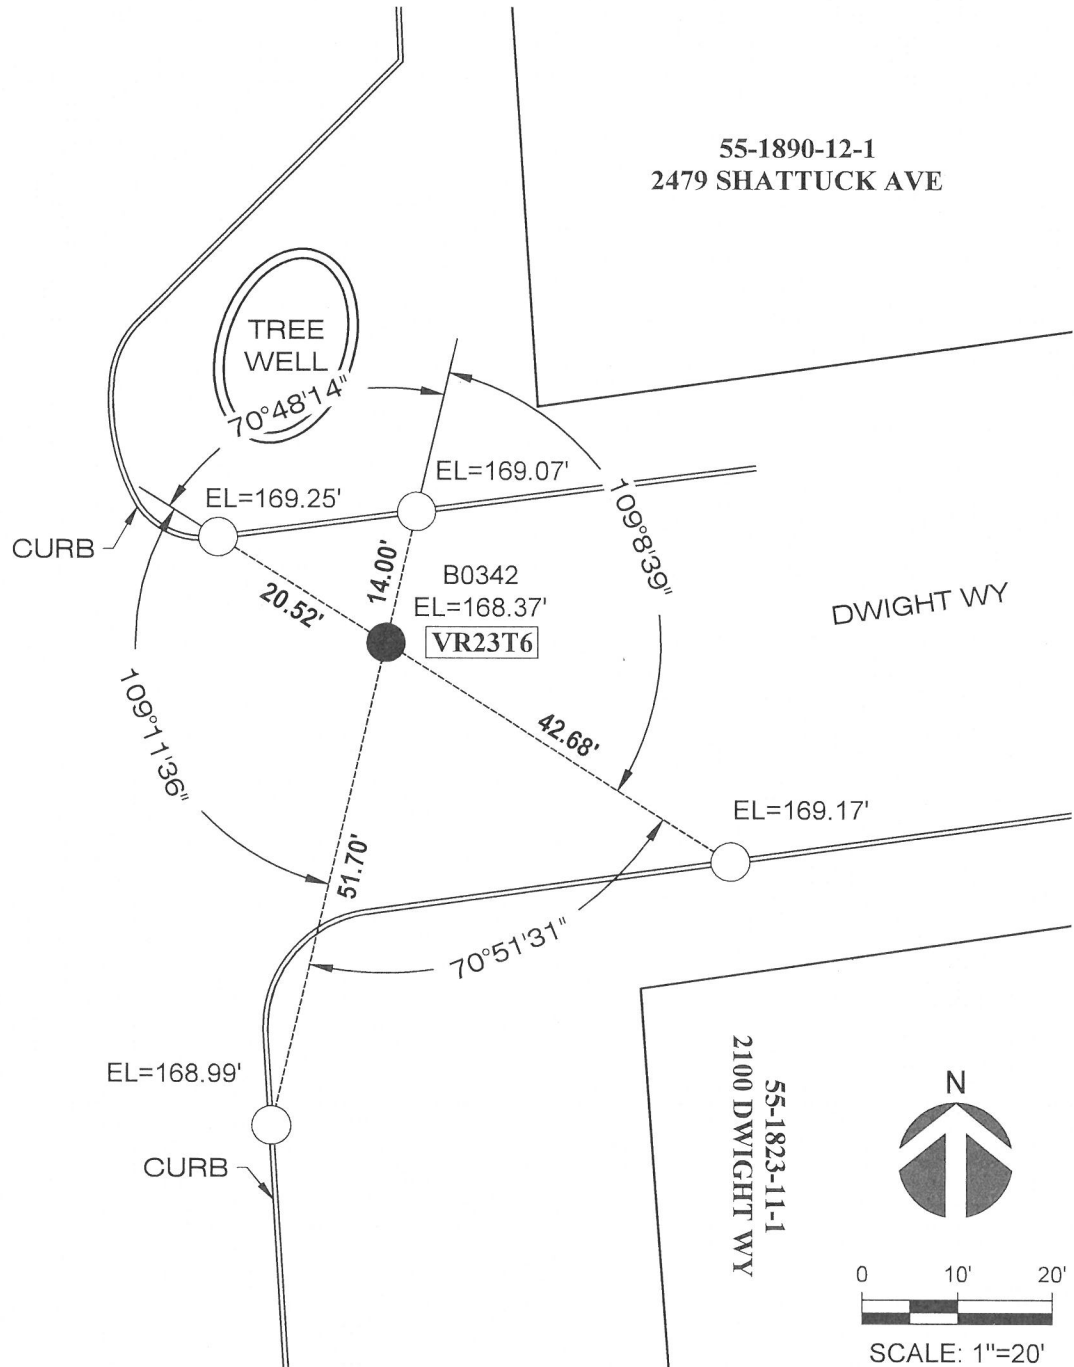 55-1890-12-1
2479 SHATTUCK AVE
TREE
WELL
70°48'14"
EL=169.07'
EL=169.25'
109°8'39"
CURB
14.00'
B0342
EL=168.37'
VR23T6
20.52'
DWIGHT WY
109°11'36"
42.68'
EL=169.17'
51.70'
70°51'31"
EL=168.99'
CURB
55-1823-11-1
2100 DWIGHT WY
N
0 10' 20'
SCALE: 1"=20'